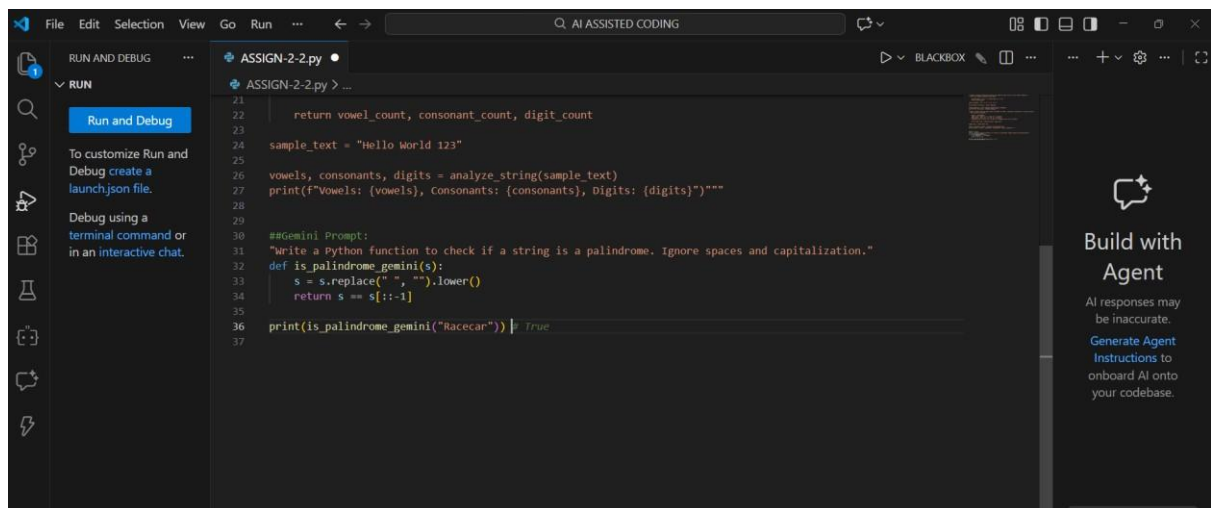 File Edit Selection View Go Run ··· AI ASSISTED CODING
RUN AND DEBUG ···
RUN
Run and Debug
To customize Run and
Debug create a
launch.json file.
Debug using a
terminal command or
in an interactive chat.
1
ASSIGN-2-2.py
BLACKBOX
ASSIGN-2-2.py > ...
21
22 return vowel_count, consonant_count, digit_count
23
24 sample_text = "Hello World 123"
25
26 vowels, consonants, digits = analyze_string(sample_text)
27 print(f"Vowels: {vowels}, Consonants: {consonants}, Digits: {digits}")"""
28
29
30 ##Gemini Prompt:
31 "Write a Python function to check if a string is a palindrome. Ignore spaces and capitalization."
32 def is_palindrome_gemini(s):
33 s = s.replace(" ", "").lower()
34 return s == s[::-1]
35
36 print(is_palindrome_gemini("Racecar")) # True
37
Build with
Agent
AI responses may
be inaccurate.
Generate Agent
Instructions to
onboard AI onto
your codebase.